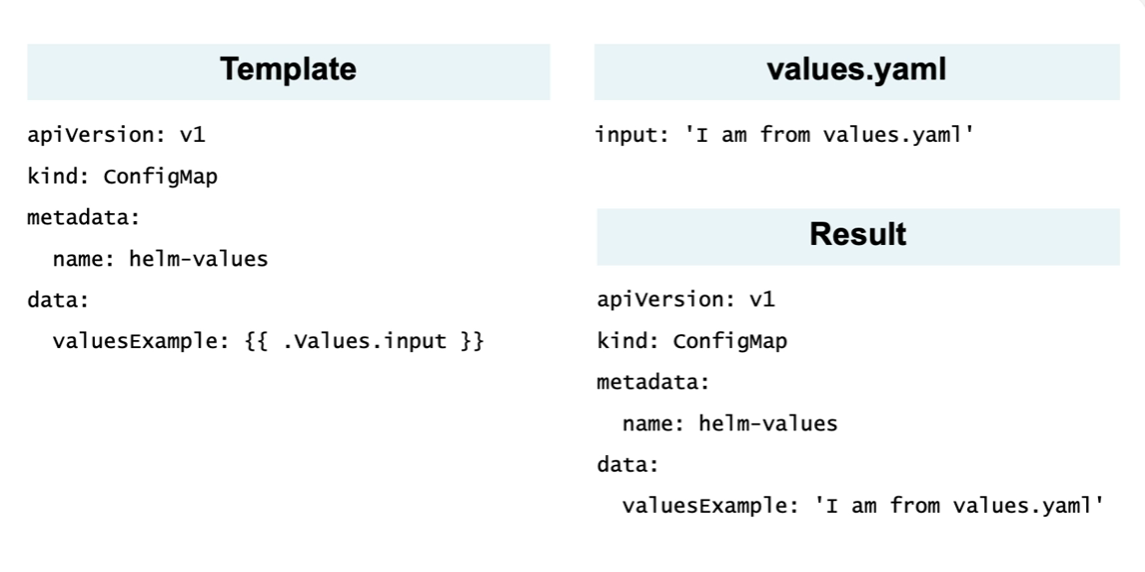 Template
apiVersion: v1
kind: ConfigMap
metadata:
  name: helm-values
data:
  valuesExample: {{ .Values.input }}
values.yaml
input: 'I am from values.yaml'
Result
apiVersion: v1
kind: ConfigMap
metadata:
  name: helm-values
data:
  valuesExample: 'I am from values.yaml'